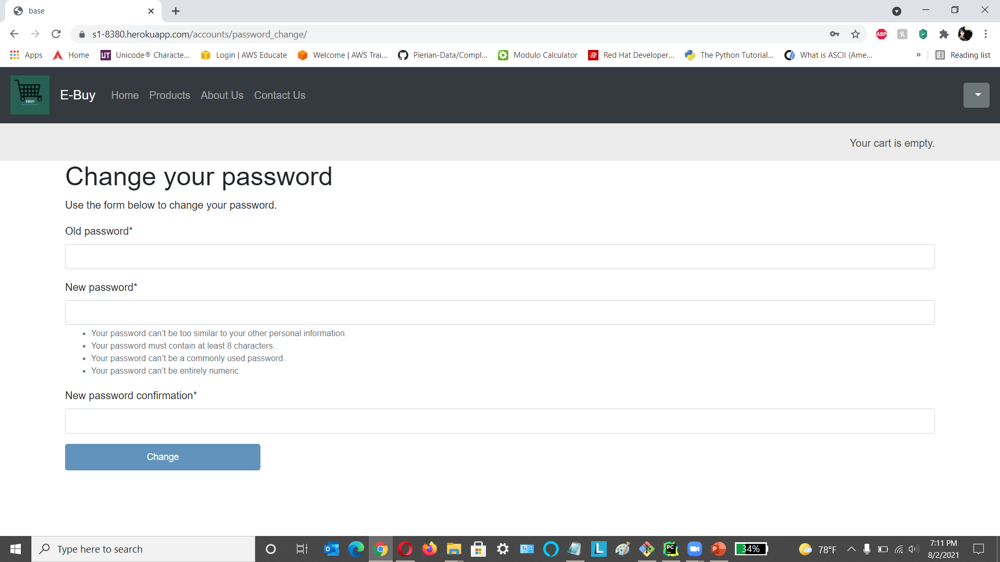 base
s1-8380.herokuapp.com/accounts/password_change/
ABP
Apps
Home
UT
Unicode® Characte...
Login | AWS Educate
Welcome | AWS Trai...
Pierian-Data/Compl...
Modulo Calculator
Red Hat Developer...
The Python Tutorial...
What is ASCII (Ame...
»
Reading list
EBUY
E-Buy
Home
Products
About Us
Contact Us
Your cart is empty.
Change your password
Use the form below to change your password.
Old password*
New password*
Your password can’t be too similar to your other personal information.
Your password must contain at least 8 characters.
Your password can’t be a commonly used password.
Your password can’t be entirely numeric.
New password confirmation*
Change
Type here to search
L
PC
P
34%
78°F
7:11 PM
8/2/2021